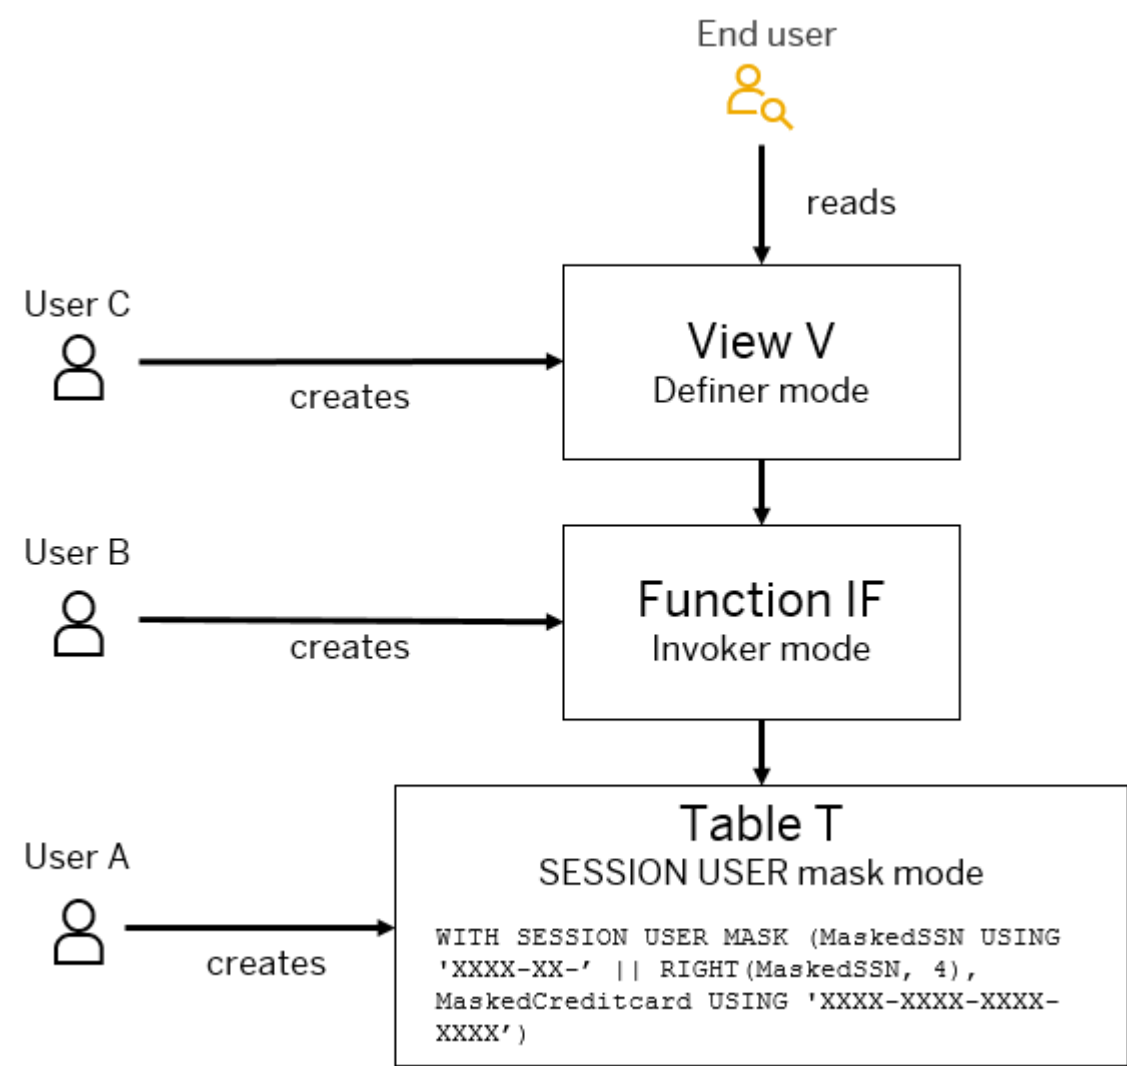 End user
reads
User C
creates
View V
Definer mode
User B
creates
Function IF
Invoker mode
User A
creates
Table T
SESSION USER mask mode
WITH SESSION USER MASK (MaskedSSN USING
'XXXX-XX-’ || RIGHT(MaskedSSN, 4),
MaskedCreditcard USING 'XXXX-XXXX-XXXX-
XXXX’)